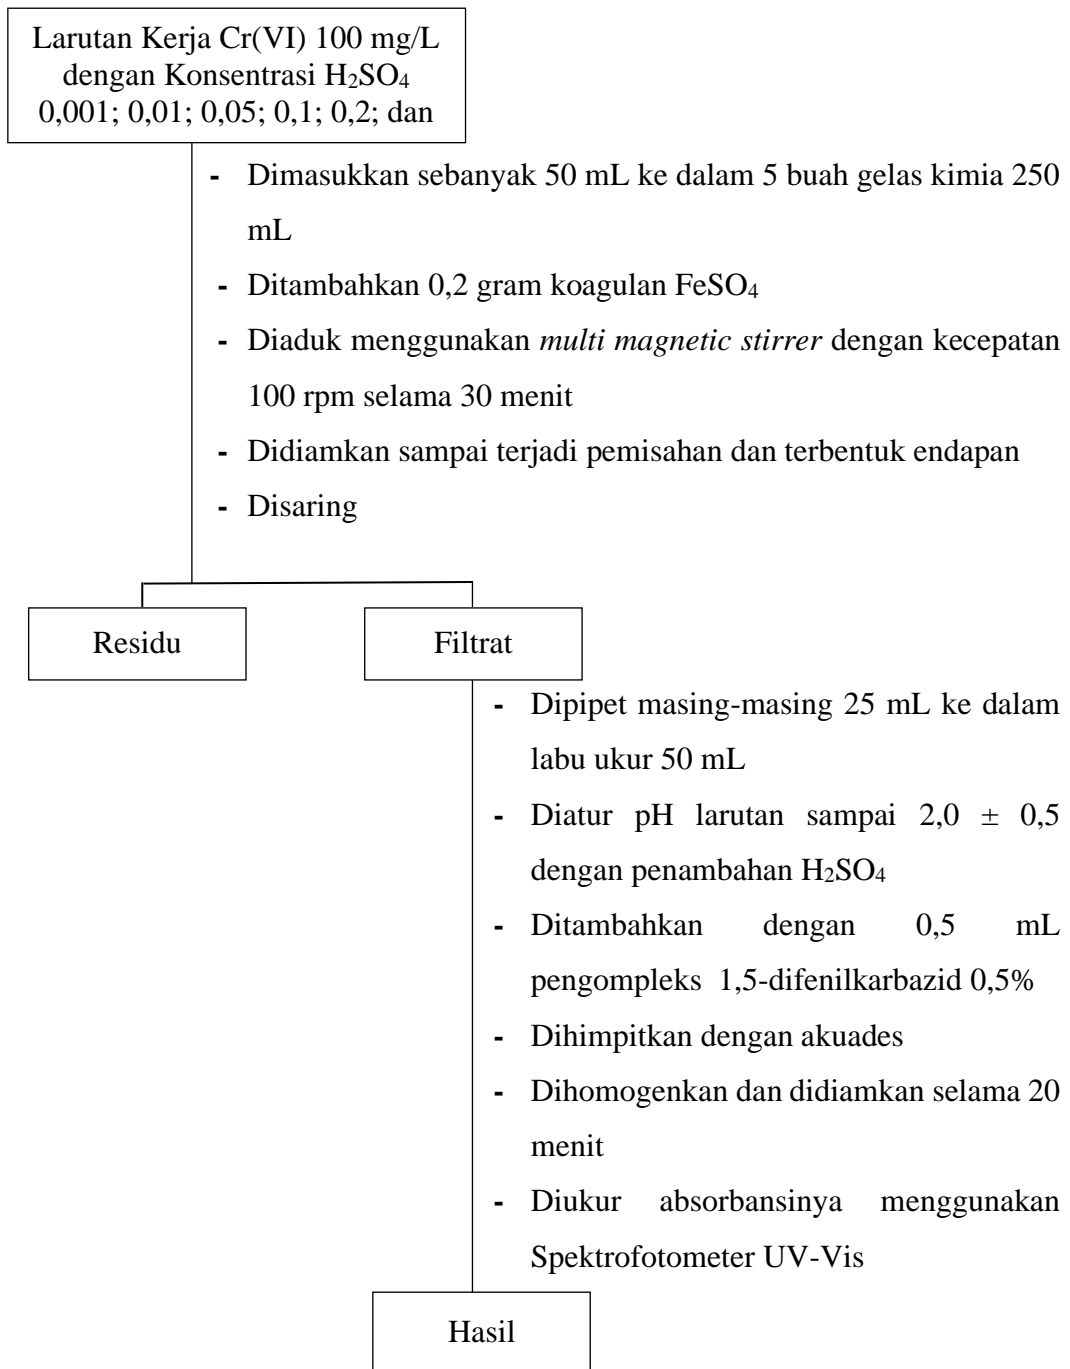 Larutan Kerja Cr(VI) 100 mg/L
dengan Konsentrasi H₂SO₄
0,001; 0,01; 0,05; 0,1; 0,2; dan
- Dimasukkan sebanyak 50 mL ke dalam 5 buah gelas kimia 250
mL
- Ditambahkan 0,2 gram koagulan FeSO₄
- Diaduk menggunakan multi magnetic stirrer dengan kecepatan
100 rpm selama 30 menit
- Didiamkan sampai terjadi pemisahan dan terbentuk endapan
- Disaring
Residu
Filtrat
- Dipipet masing-masing 25 mL ke dalam
labu ukur 50 mL
- Diatur pH larutan sampai 2,0 ± 0,5
dengan penambahan H₂SO₄
- Ditambahkan dengan 0,5 mL
pengompleks 1,5-difenilkarbazid 0,5%
- Dihimpitkan dengan akuades
- Dihomogenkan dan didiamkan selama 20
menit
- Diukur absorbansinya menggunakan
Spektrofotometer UV-Vis
Hasil